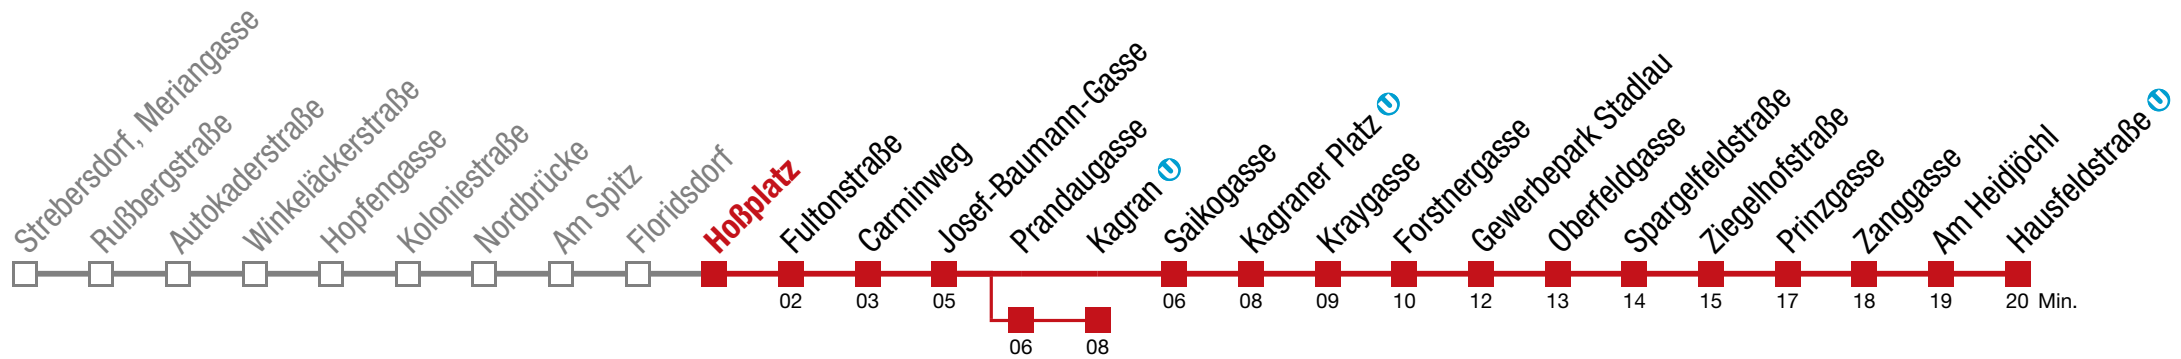 Strebersdorf, Meriangasse
Rußbergstraße
Autokaderstraße
Winkeläckerstraße
Hopfengasse
Koloniestraße
Nordbrücke
Am Spitz
Floridsdorf
Hoßplatz
Fultonstraße
Carminweg
Josef-Baumann-Gasse
Prandaugasse
Kagran U
Saikogasse
Kagraner Platz U
Kraygasse
Forstnergasse
Gewerbepark Stadlau
Oberfeldgasse
Spargelfeldstraße
Ziegelhofstraße
Prinzgasse
Zanggasse
Am Heidjöchl
Hausfeldstraße U
02 03 05 06 08 09 10 12 13 14 15 17 18 19 20 Min.
06 08